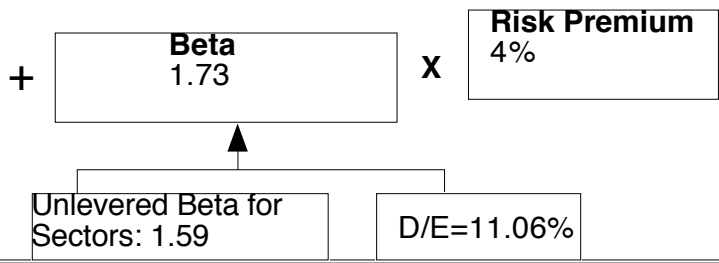 Beta
1.73
+
X
Risk Premium
4%
Unlevered Beta for
Sectors: 1.59
D/E=11.06%